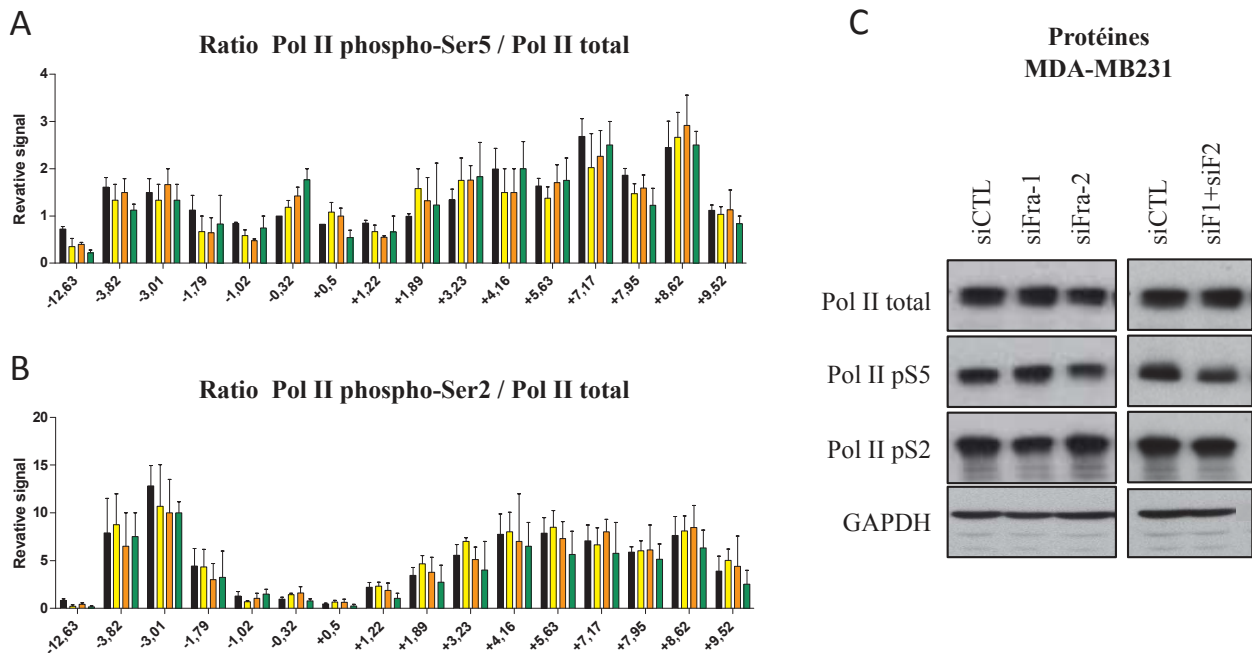 A
Ratio Pol II phospho-Ser5 / Pol II total
Revative signal
4
3
2
1
0
-12,63
-3,82
-3,01
-1,79
-1,02
-0,32
+0,5
+1,22
+1,89
+3,23
+4,16
+5,63
+7,17
+7,95
+8,62
+9,52
B
Ratio Pol II phospho-Ser2 / Pol II total
Revative signal
20
15
10
5
0
-12,63
-3,82
-3,01
-1,79
-1,02
-0,32
+0,5
+1,22
+1,89
+3,23
+4,16
+5,63
+7,17
+7,95
+8,62
+9,52
C
Protéines
MDA-MB231
siCTL
siFra-1
siFra-2
siCTL
siF1+siF2
Pol II total
Pol II pS5
Pol II pS2
GAPDH